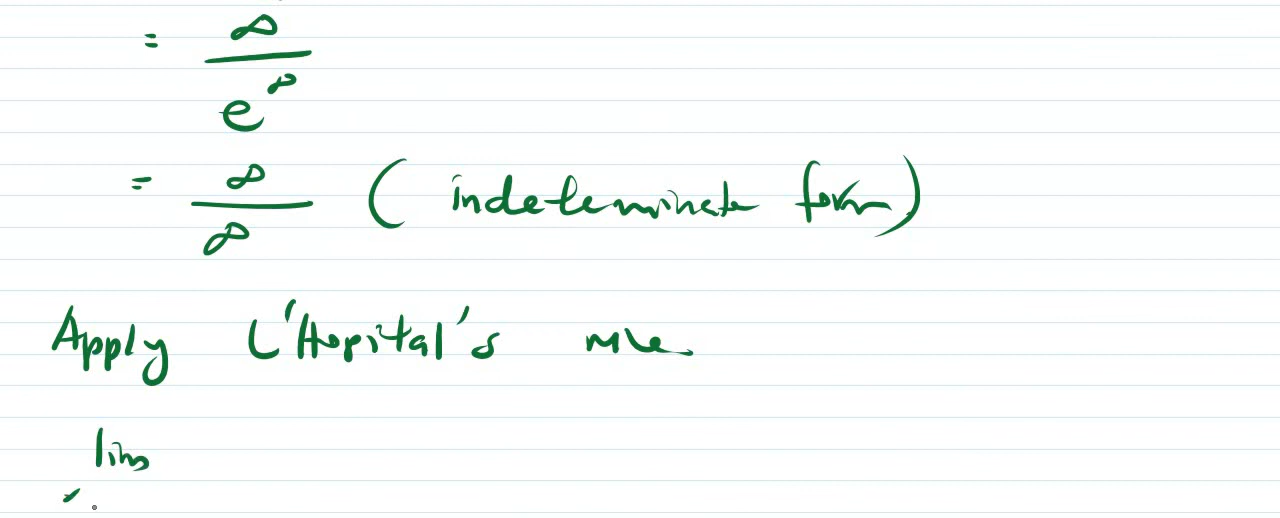 = ∞ / e^∞
= ∞ / ∞ (indeterminate form)
Apply L'Hopital's rule
lim